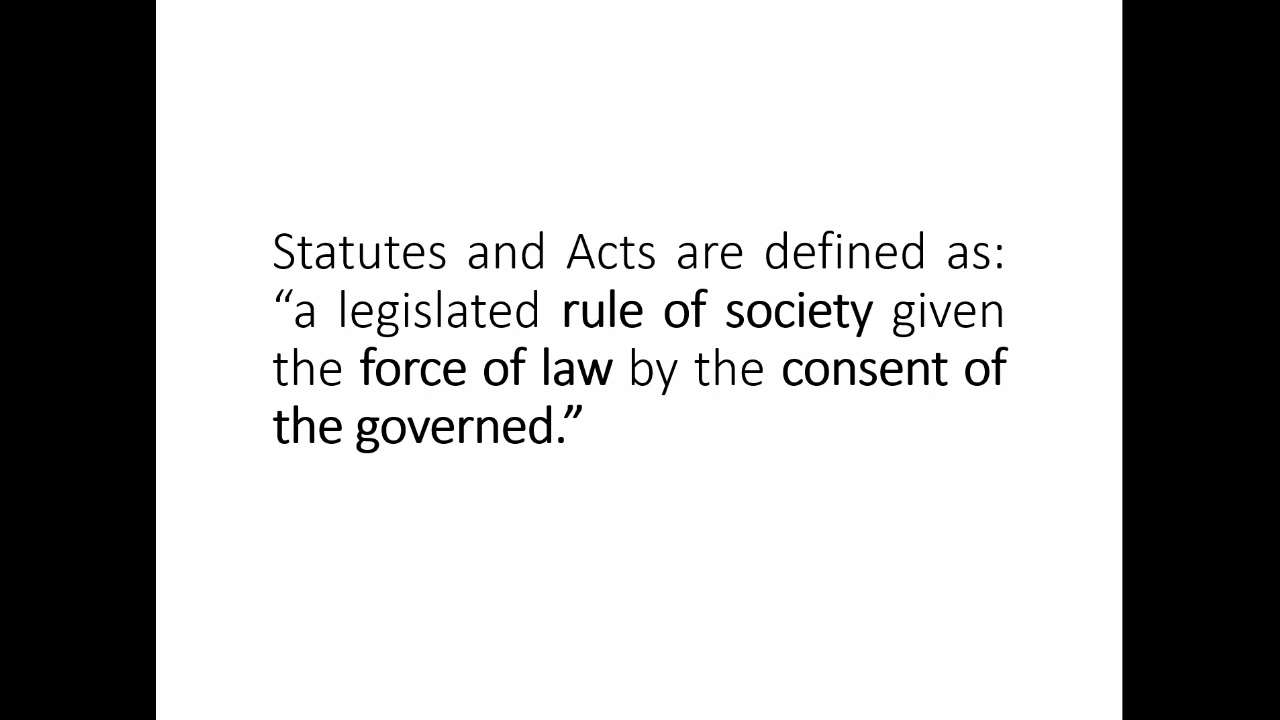 Statutes and Acts are defined as:
“a legislated rule of society given
the force of law by the consent of
the governed.”